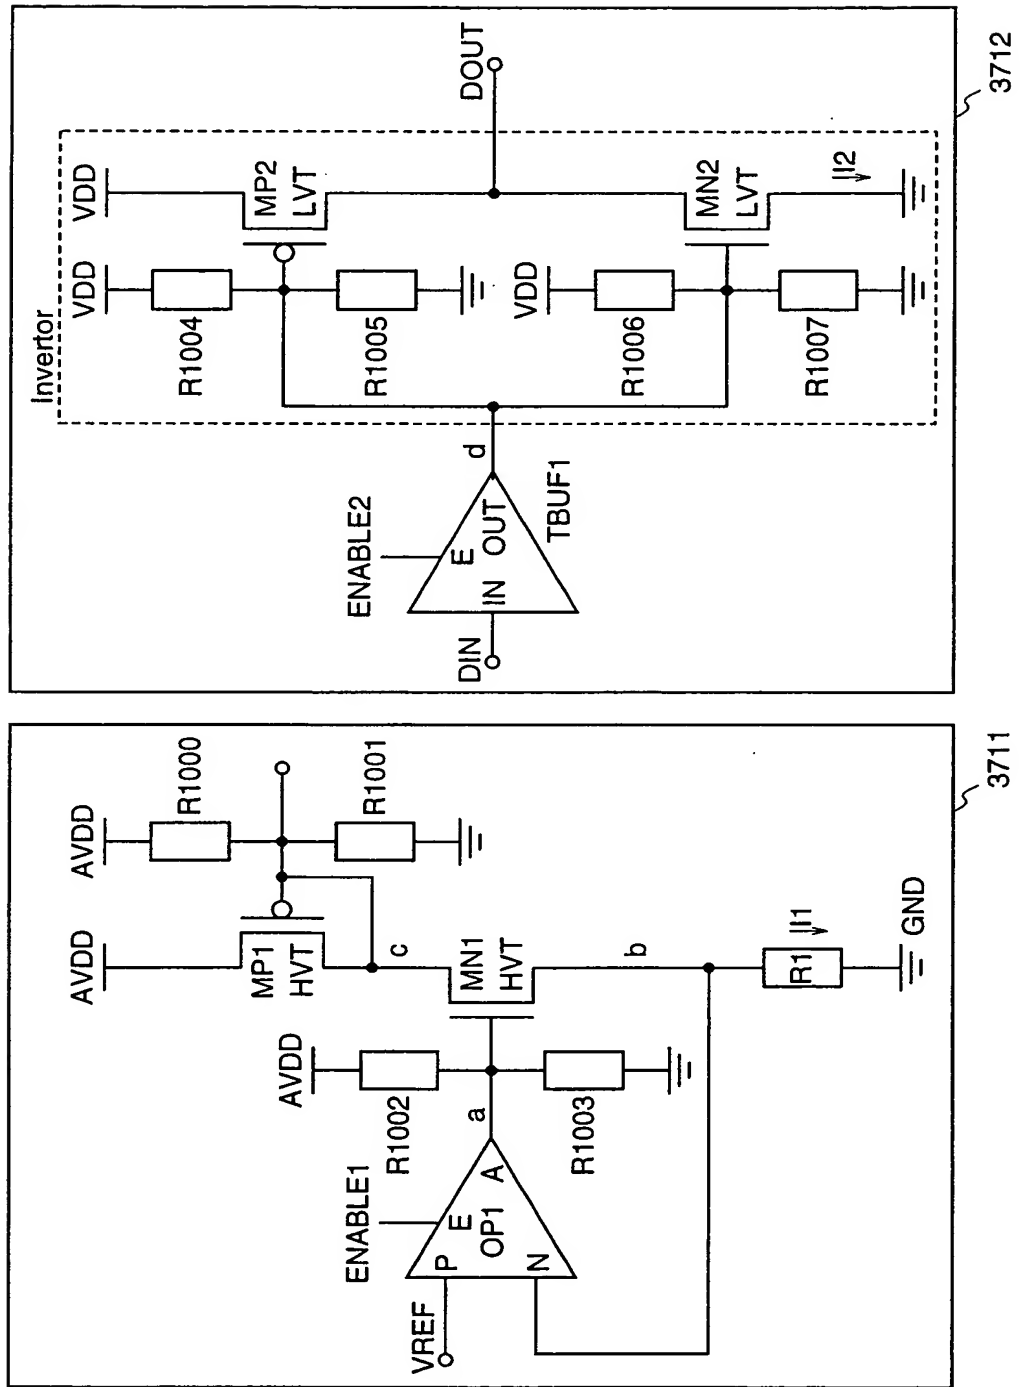 AVDD
AVDD
R1000
MP1
HVT
R1001
c
AVDD
R1002
MN1
HVT
a
b
ENABLE1
E
A
OP1
P
N
VREF
R1003
R1
I1
GND
3711
Invertor
VDD
VDD
R1004
MP2
LVT
R1005
DOUT
ENABLE2
E
IN
OUT
d
DIN
TBUF1
VDD
R1006
MN2
LVT
R1007
I2
3712